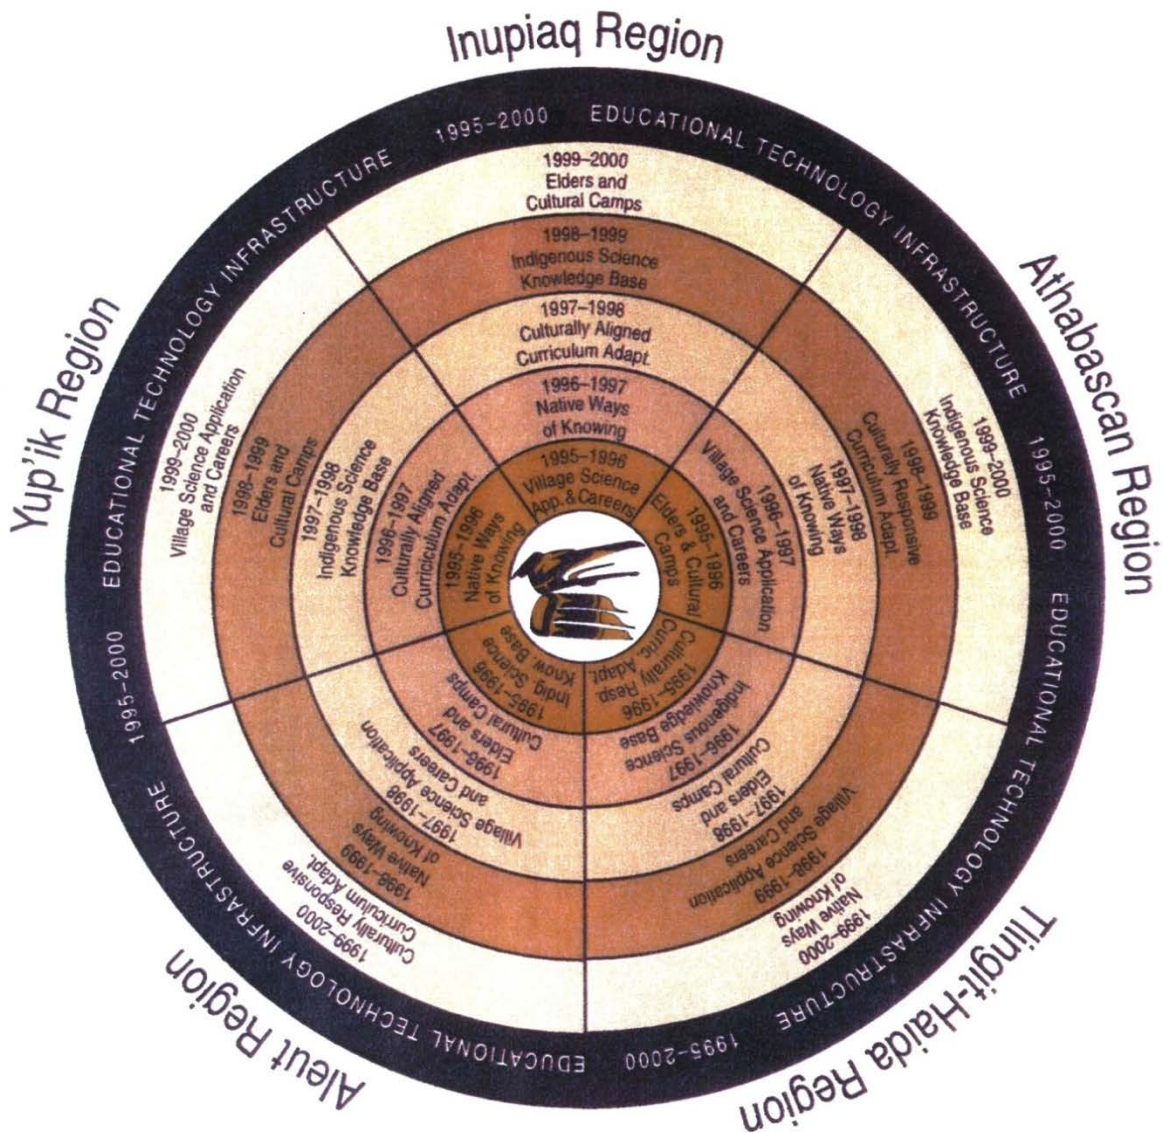 Inupiaq Region
Athabascan Region
Tlingit-Haida Region
Aleut Region
Yup'ik Region
EDUCATIONAL TECHNOLOGY INFRASTRUCTURE
1995–2000
EDUCATIONAL TECHNOLOGY INFRASTRUCTURE
1995–2000
EDUCATIONAL TECHNOLOGY INFRASTRUCTURE
1995–2000
EDUCATIONAL TECHNOLOGY INFRASTRUCTURE
1995–2000
1999–2000
Elders and
Cultural Camps
1998–1999
Indigenous Science
Knowledge Base
1997–1998
Culturally Aligned
Curriculum Adapt.
1996–1997
Native Ways
of Knowing
1995–1996
Village Science
App. & Careers
1999–2000
Indigenous Science
Knowledge Base
1998–1999
Culturally Responsive
Curriculum Adapt
1997–1998
Native Ways
of Knowing
1996–1997
Village Science Application
and Careers
1995–1996
Elders & Cultural
Camps
1999–2000
Native Ways
of Knowing
1998–1999
Village Science Application
and Careers
1997–1998
Elders and
Cultural Camps
1996–1997
Indigenous Science
Knowledge Base
1995–1996
Culturally Resp.
Curric. Adapt.
1999–2000
Culturally Responsive
Curriculum Adapt.
1998–1999
Native Ways
of Knowing
1997–1998
Village Science Application
and Careers
1996–1997
Elders and
Cultural Camps
1995–1996
Indig. Science
Know. Base
1999–2000
Village Science Application
and Careers
1998–1999
Elders and
Cultural Camps
1997–1998
Indigenous Science
Knowledge Base
1996–1997
Culturally Aligned
Curriciculum Adapt.
1995–1996
Native Ways
of Knowing